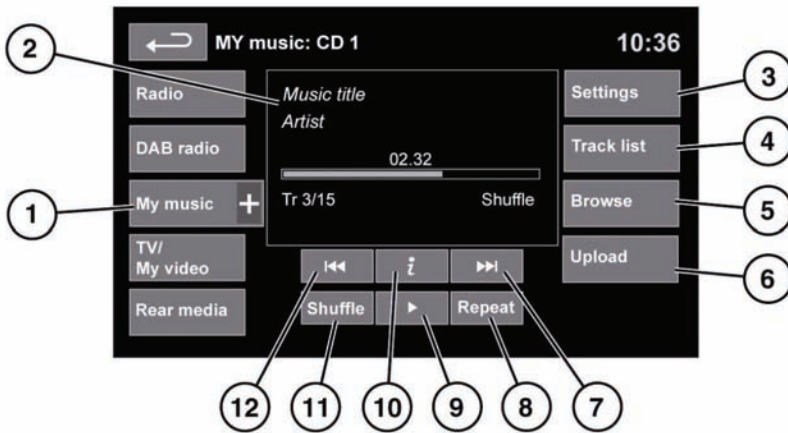 MY music: CD 1
10:36
2
Radio
Music title
Artist
Settings
3
DAB radio
02.32
Track list
4
1
My music +
Tr 3/15
Shuffle
Browse
5
TV/
My video
i
Upload
6
Rear media
Shuffle
Repeat
12
11
10
9
8
7